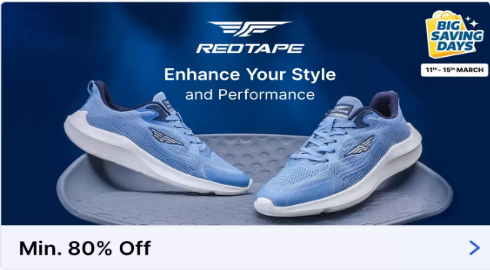 REDTAPE
Enhance Your Style
and Performance
BIG
SAVING
DAYS
11th - 15th MARCH
Min. 80% Off